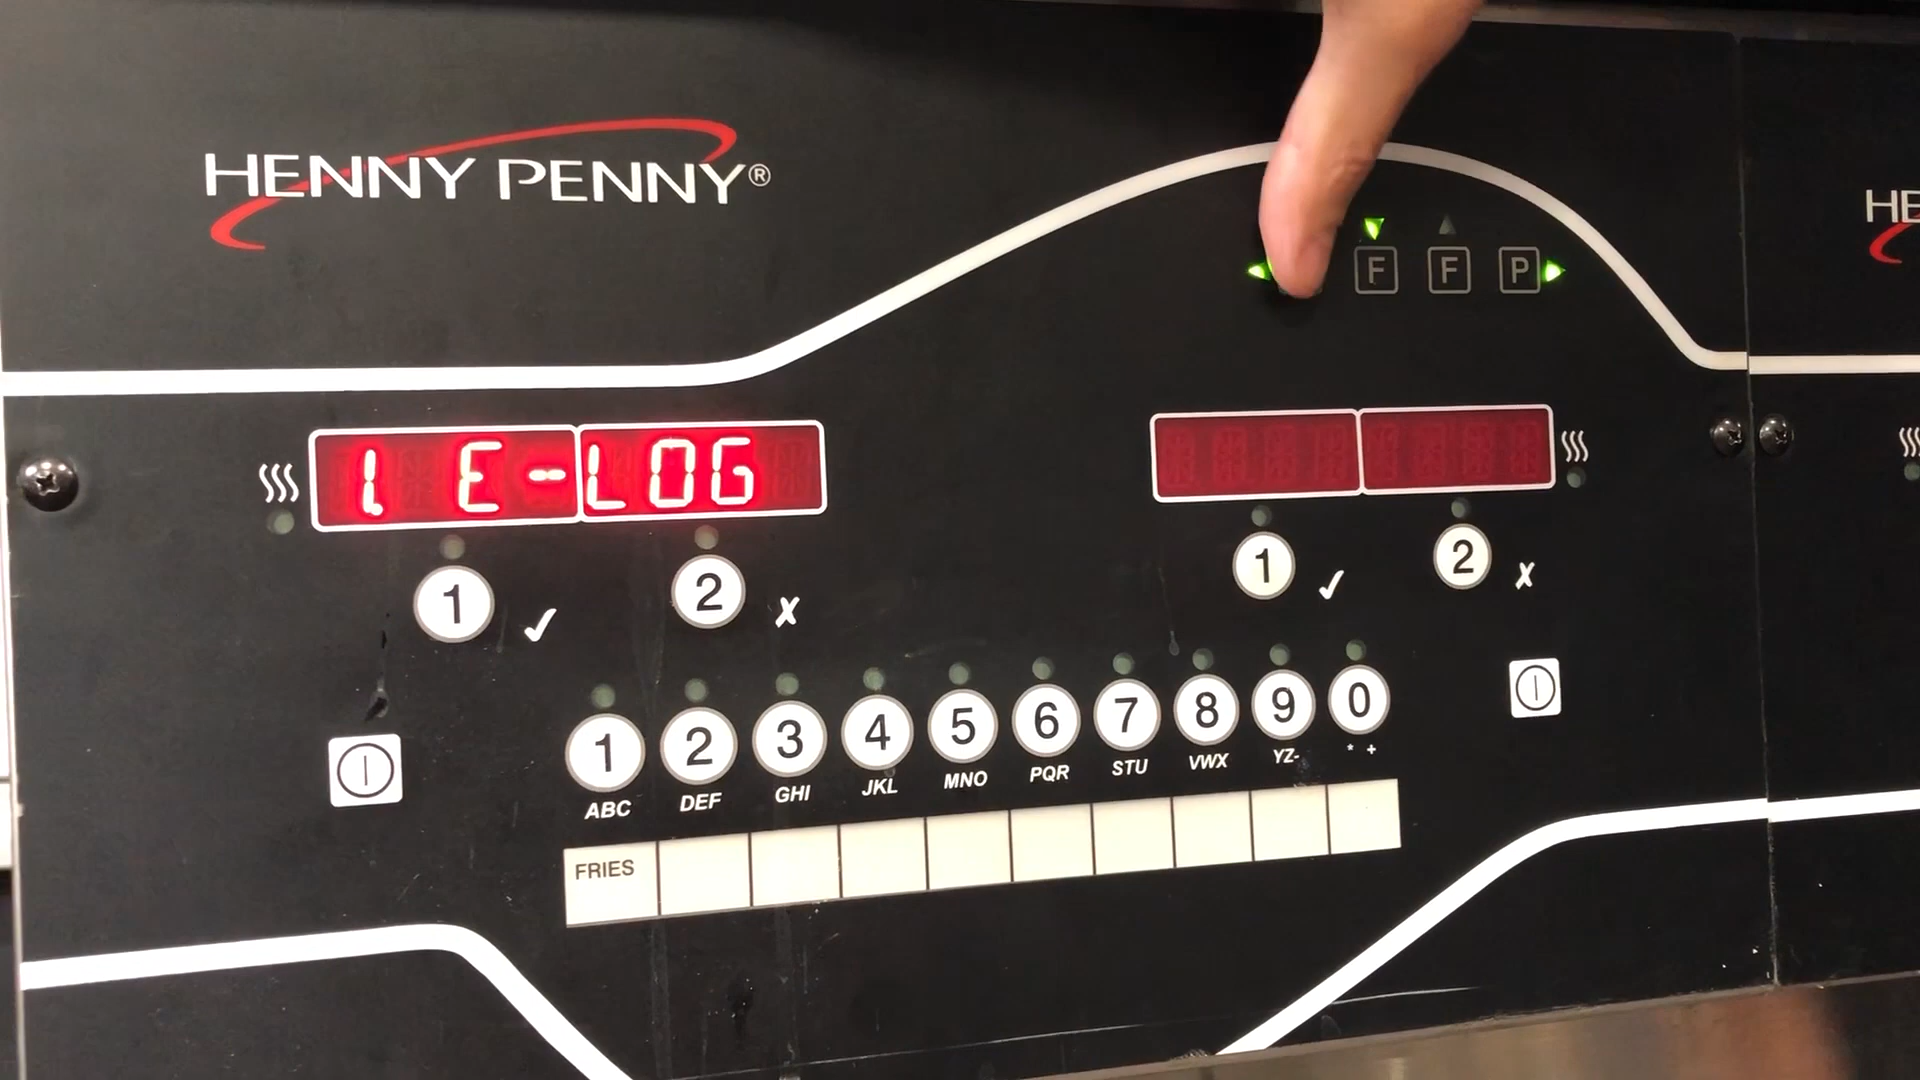 HENNY PENNY®
HE
F F P
1. E-LOG
1 ✓ 2 X
1 ✓ 2 X
1 2 3 4 5 6 7 8 9 0
ABC DEF GHI JKL MNO PQR STU VWX YZ- * +
FRIES